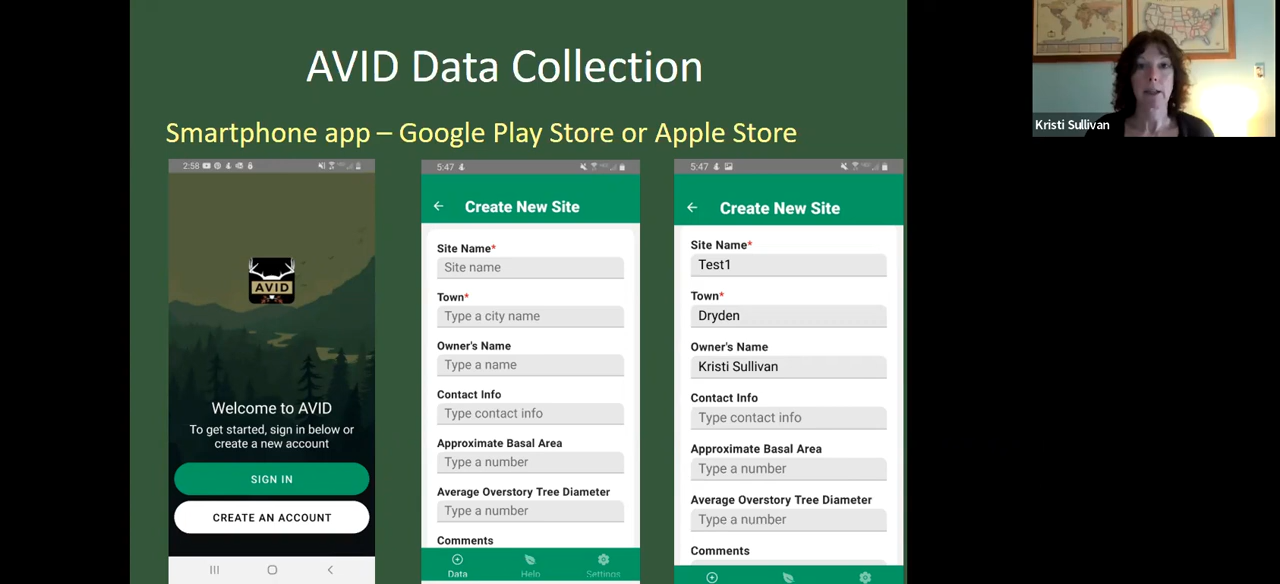 AVID Data Collection
Smartphone app – Google Play Store or Apple Store
2:58
AVID
Welcome to AVID
To get started, sign in below or
create a new account
SIGN IN
CREATE AN ACCOUNT
5:47
Create New Site
Site Name*
Site name
Town*
Type a city name
Owner's Name
Type a name
Contact Info
Type contact info
Approximate Basal Area
Type a number
Average Overstory Tree Diameter
Type a number
Comments
Data Help Settings
5:47
Create New Site
Site Name*
Test1
Town*
Dryden
Owner's Name
Kristi Sullivan
Contact Info
Type contact info
Approximate Basal Area
Type a number
Average Overstory Tree Diameter
Type a number
Comments
Kristi Sullivan